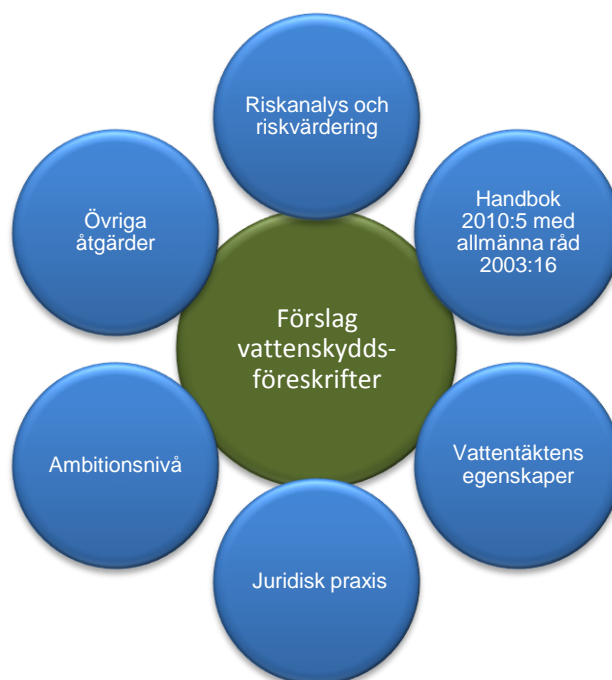 Riskanalys och
riskvärdering
Handbok
2010:5 med
allmänna råd
2003:16
Övriga
åtgärder
Förslag
vattenskydds-
föreskrifter
Ambitionsnivå
Vattentäktens
egenskaper
Juridisk praxis